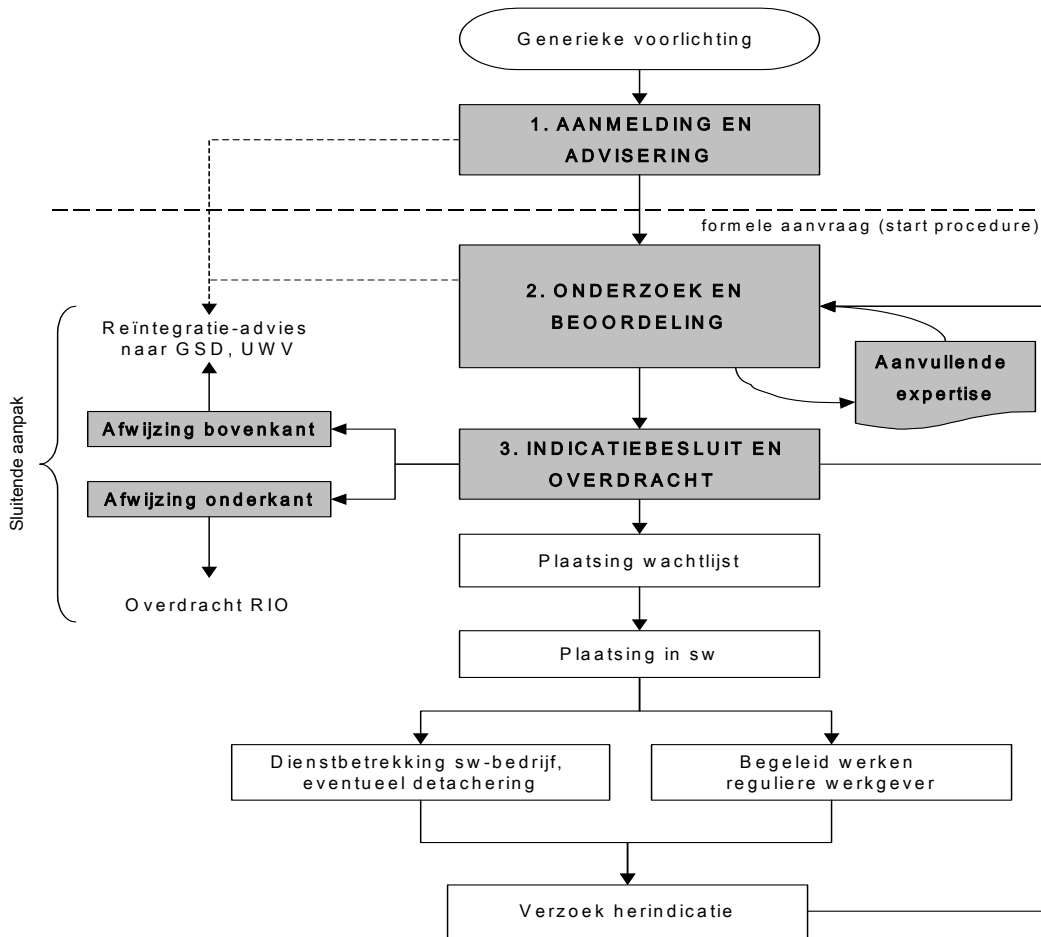 Generieke voorlichting
1. AANMELDING EN
ADVISERING
formele aanvraag (start procedure)
2. ONDERZOEK EN
BEOORDELING
Reïntegratie-advies
naar GSD, UWV
Aanvullende
expertise
Afwijzing bovenkant
3. INDICATIEBESLUIT EN
OVERDRACHT
Afwijzing onderkant
Sluitende aanpak
Plaatsing wachtlijst
Overdracht RIO
Plaatsing in sw
Dienstbetrekking sw-bedrijf,
eventueel detachering
Begeleid werken
reguliere werkgever
Verzoek herindicatie